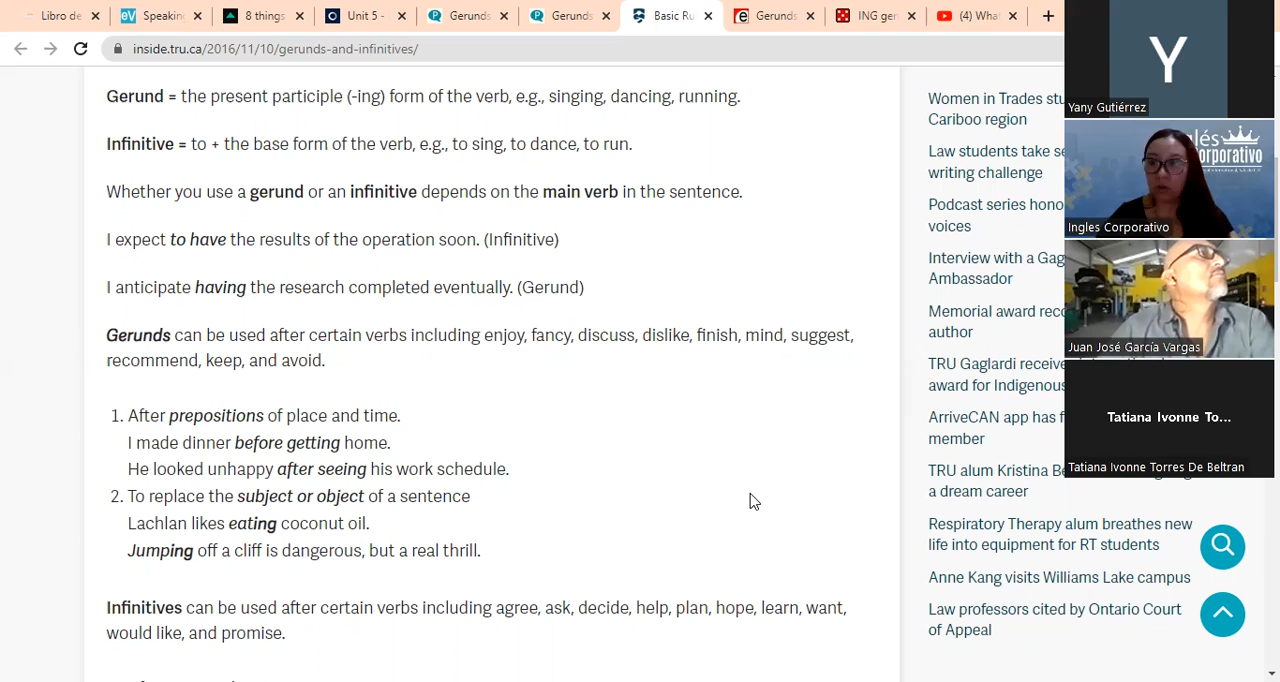 Libro de
Speaking
8 things
Unit 5 -
Gerunds
Gerunds
Basic Ru
Gerunds
ING ger
(4) Wha
inside.tru.ca/2016/11/10/gerunds-and-infinitives/
Gerund = the present participle (-ing) form of the verb, e.g., singing, dancing, running.
Infinitive = to + the base form of the verb, e.g., to sing, to dance, to run.
Whether you use a gerund or an infinitive depends on the main verb in the sentence.
I expect to have the results of the operation soon. (Infinitive)
I anticipate having the research completed eventually. (Gerund)
Gerunds can be used after certain verbs including enjoy, fancy, discuss, dislike, finish, mind, suggest,
recommend, keep, and avoid.
1. After prepositions of place and time.
I made dinner before getting home.
He looked unhappy after seeing his work schedule.
2. To replace the subject or object of a sentence
Lachlan likes eating coconut oil.
Jumping off a cliff is dangerous, but a real thrill.
Infinitives can be used after certain verbs including agree, ask, decide, help, plan, hope, learn, want,
would like, and promise.
Women in Trades stu
Cariboo region
Law students take se
writing challenge
Podcast series hono
voices
Interview with a Gag
Ambassador
Memorial award reco
author
TRU Gaglardi receive
award for Indigenous
ArriveCAN app has f
member
TRU alum Kristina Be
a dream career
Respiratory Therapy alum breathes new
life into equipment for RT students
Anne Kang visits Williams Lake campus
Law professors cited by Ontario Court
of Appeal
Y
Yany Gutiérrez
glés
orporativo
Ingles Corporativo
Juan José García Vargas
Tatiana Ivonne To...
Tatiana Ivonne Torres De Beltran